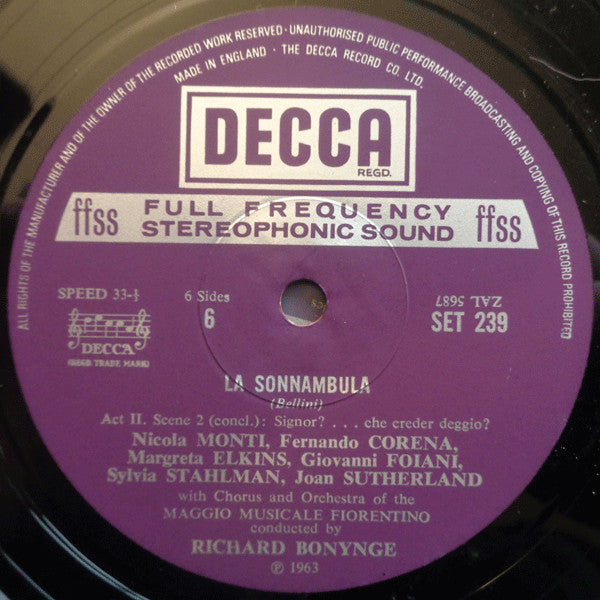 ALL RIGHTS OF THE MANUFACTURER AND OF THE OWNER OF THE RECORDED WORK RESERVED · UNAUTHORISED PUBLIC PERFORMANCE BROADCASTING AND COPYING OF THIS RECORD PROHIBITED
MADE IN ENGLAND · THE DECCA RECORD CO. LTD.
DECCA
REGD.
ffss FULL FREQUENCY STEREOPHONIC SOUND ffss
SPEED 33-⅓
DECCA
(REGD TRADE MARK)
6 Sides
6
ZAL 5687
SET 239
LA SONNAMBULA
(Bellini)
Act II. Scene 2 (concl.): Signor? . . . che creder deggio?
Nicola MONTI, Fernando CORENA,
Margreta ELKINS, Giovanni FOIANI,
Sylvia STAHLMAN, Joan SUTHERLAND
with Chorus and Orchestra of the
MAGGIO MUSICALE FIORENTINO
conducted by
RICHARD BONYNGE
℗ 1963